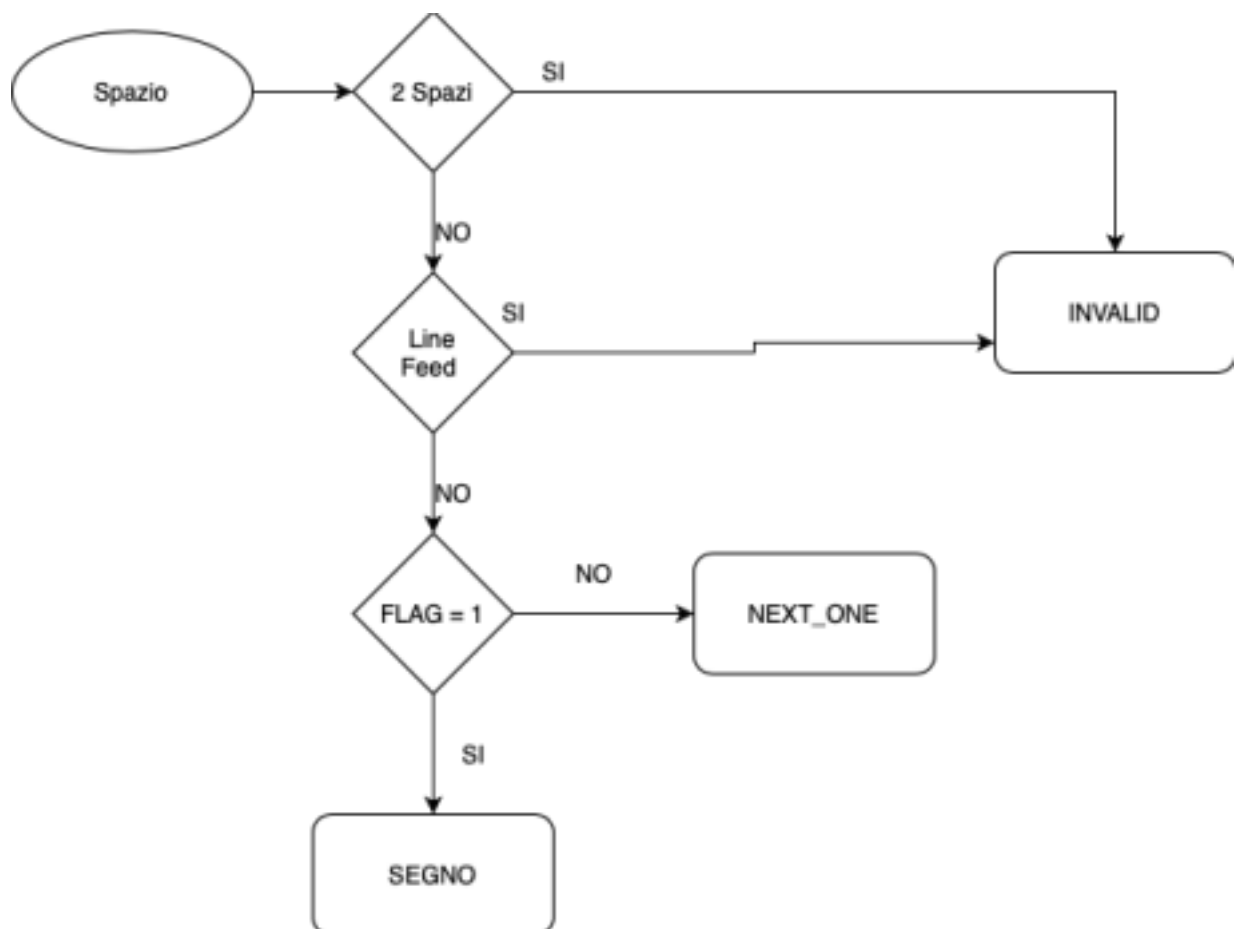 Spazio
2 Spazi
SI
NO
INVALID
Line
Feed
SI
NO
FLAG = 1
NO
NEXT_ONE
SI
SEGNO